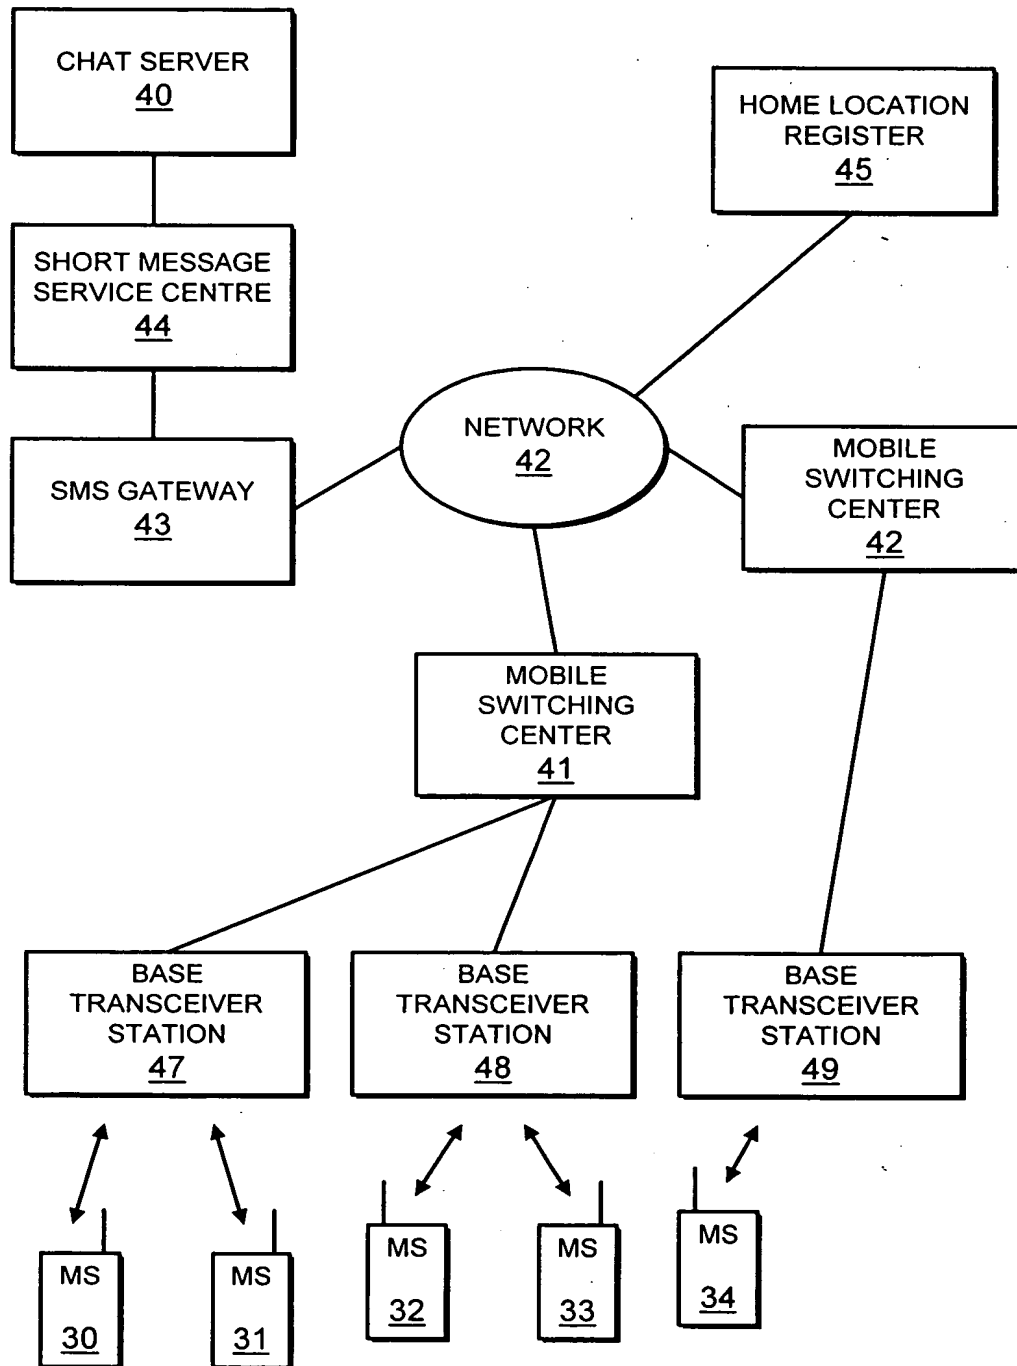 CHAT SERVER
40
HOME LOCATION
REGISTER
45
SHORT MESSAGE
SERVICE CENTRE
44
NETWORK
42
MOBILE
SWITCHING
CENTER
42
SMS GATEWAY
43
MOBILE
SWITCHING
CENTER
41
BASE
TRANSCEIVER
STATION
47
BASE
TRANSCEIVER
STATION
48
BASE
TRANSCEIVER
STATION
49
MS
30
MS
31
MS
32
MS
33
MS
34